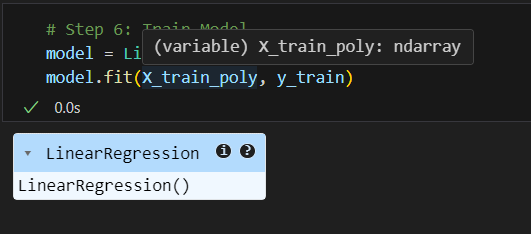 # Step 6: Train Model
model = Li
(variable) X_train_poly: ndarray
model.fit(X_train_poly, y_train)
0.0s
LinearRegression
LinearRegression()